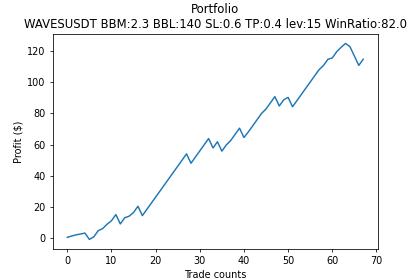 Portfolio
WAVESUSDT BBM:2.3 BBL:140 SL:0.6 TP:0.4 lev:15 WinRatio:82.0
120
100
80
60
40
20
0
Profit ($)
0 10 20 30 40 50 60 70
Trade counts